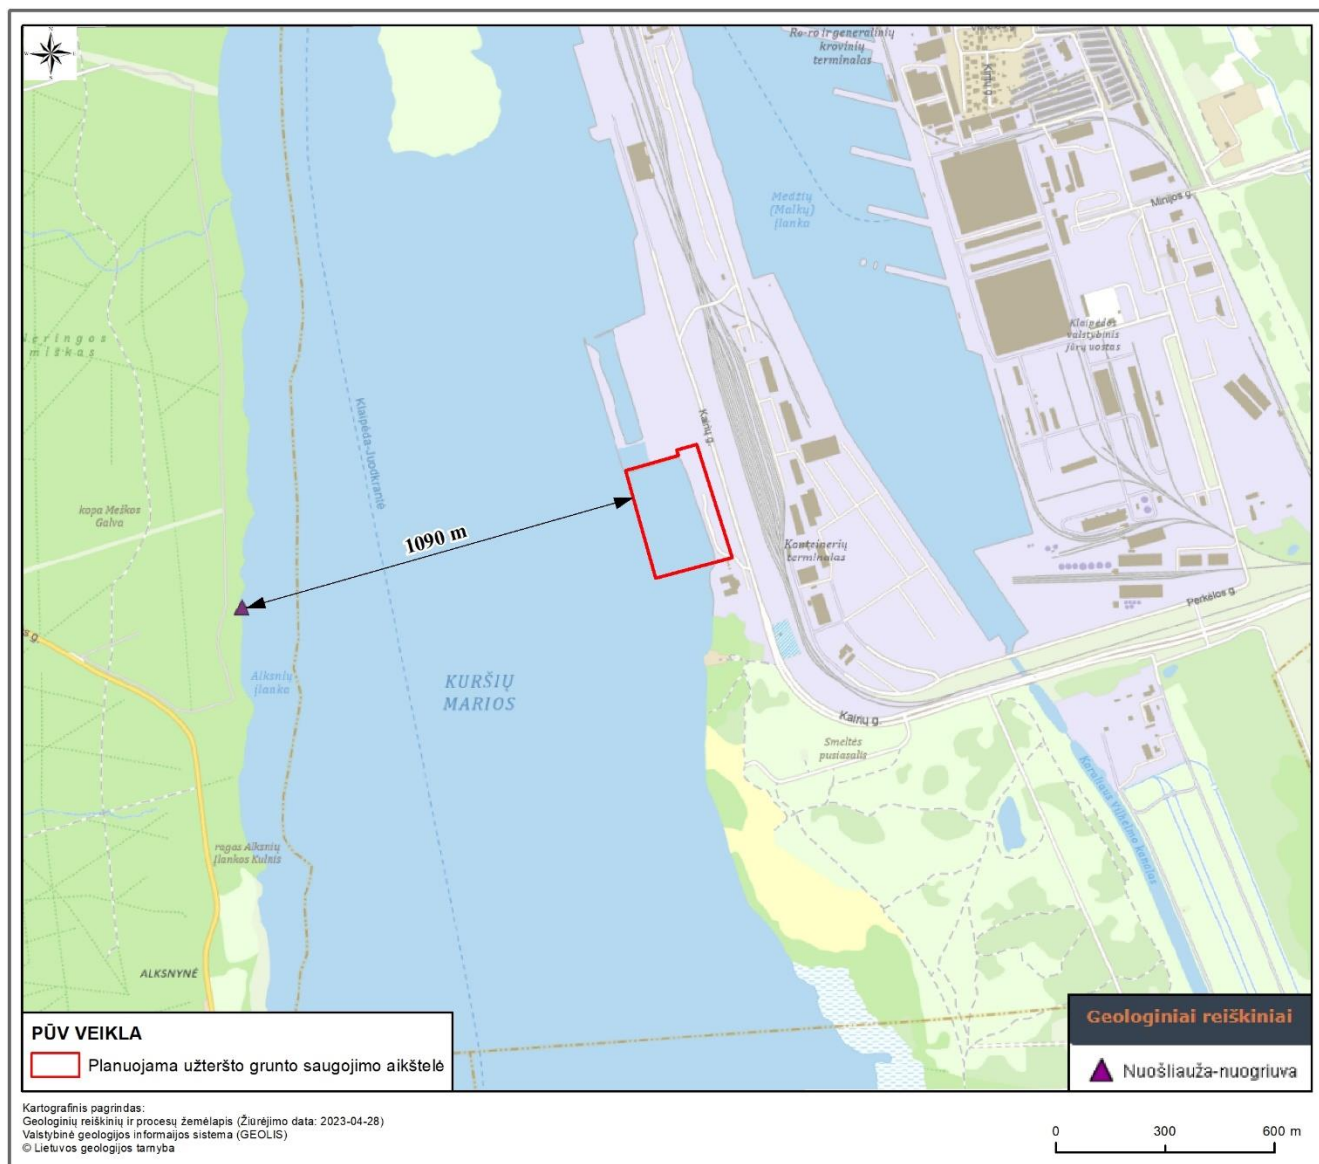 Ro-ro ir generalinių
krovinių
terminalas
Kintų g.
Medžių
(Malkų)
įlanka
Minijos g.
Klaipėdos
valstybinis
jūrų uostas
Neringos
miškas
Klaipėda-Juodkrantė
Kairių g.
kopa Meškos
Galva
1090 m
Konteinerių
terminalas
Perkėlos g.
s g.
Alksnių
įlanka
KURŠIŲ
MARIOS
Kairių g.
Smeltės
pusiasalis
Karaliaus Vilhelmo kanalas
ragas Alksnių
Įlankos Kulnis
ALKSNYNĖ
PŪV VEIKLA
Planuojama užteršto grunto saugojimo aikštelė
Geologiniai reiškiniai
Nuošliauža-nuogriuva
Kartografinis pagrindas:
Geologinių reiškinių ir procesų žemėlapis (Žiūrėjimo data: 2023-04-28)
Valstybinė geologijos informaijos sistema (GEOLIS)
© Lietuvos geologijos tarnyba
0 300 600 m